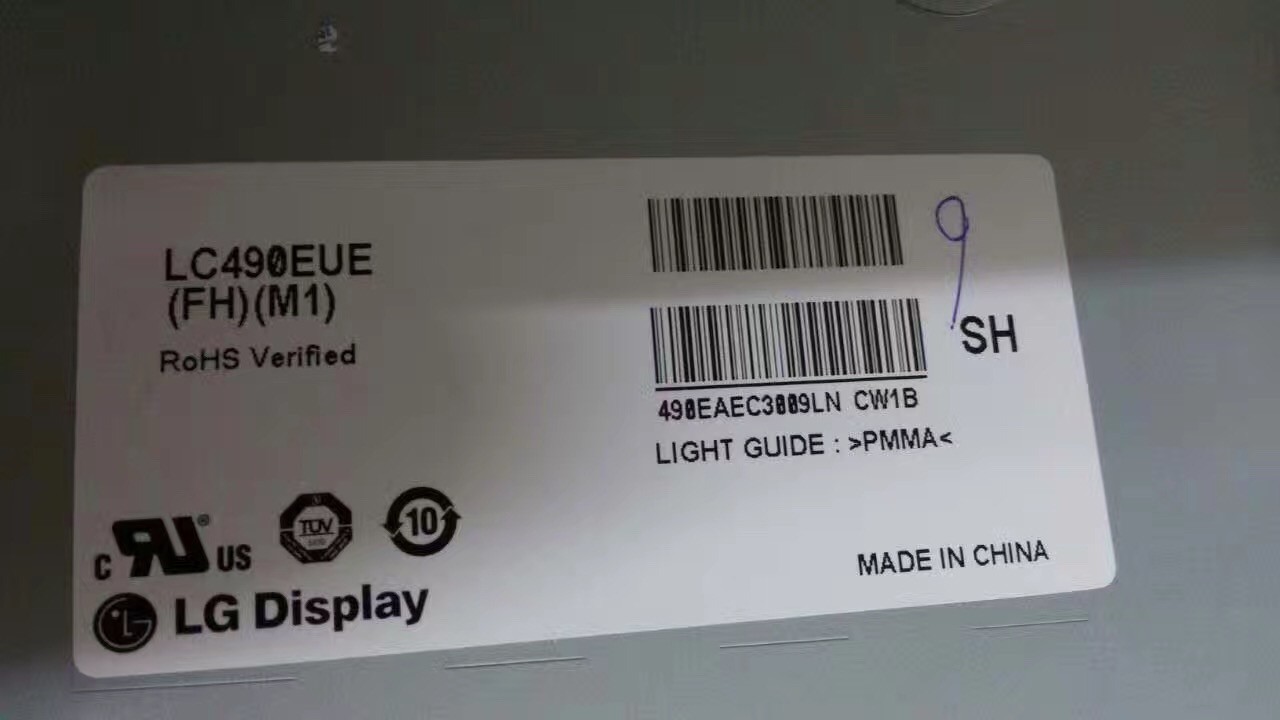 LC490EUE
(FH)(M1)
RoHS Verified
9
SH
490EAEC3009LN CW1B
LIGHT GUIDE : >PMMA<
c RU ® US
TÜV
10
LG Display
MADE IN CHINA